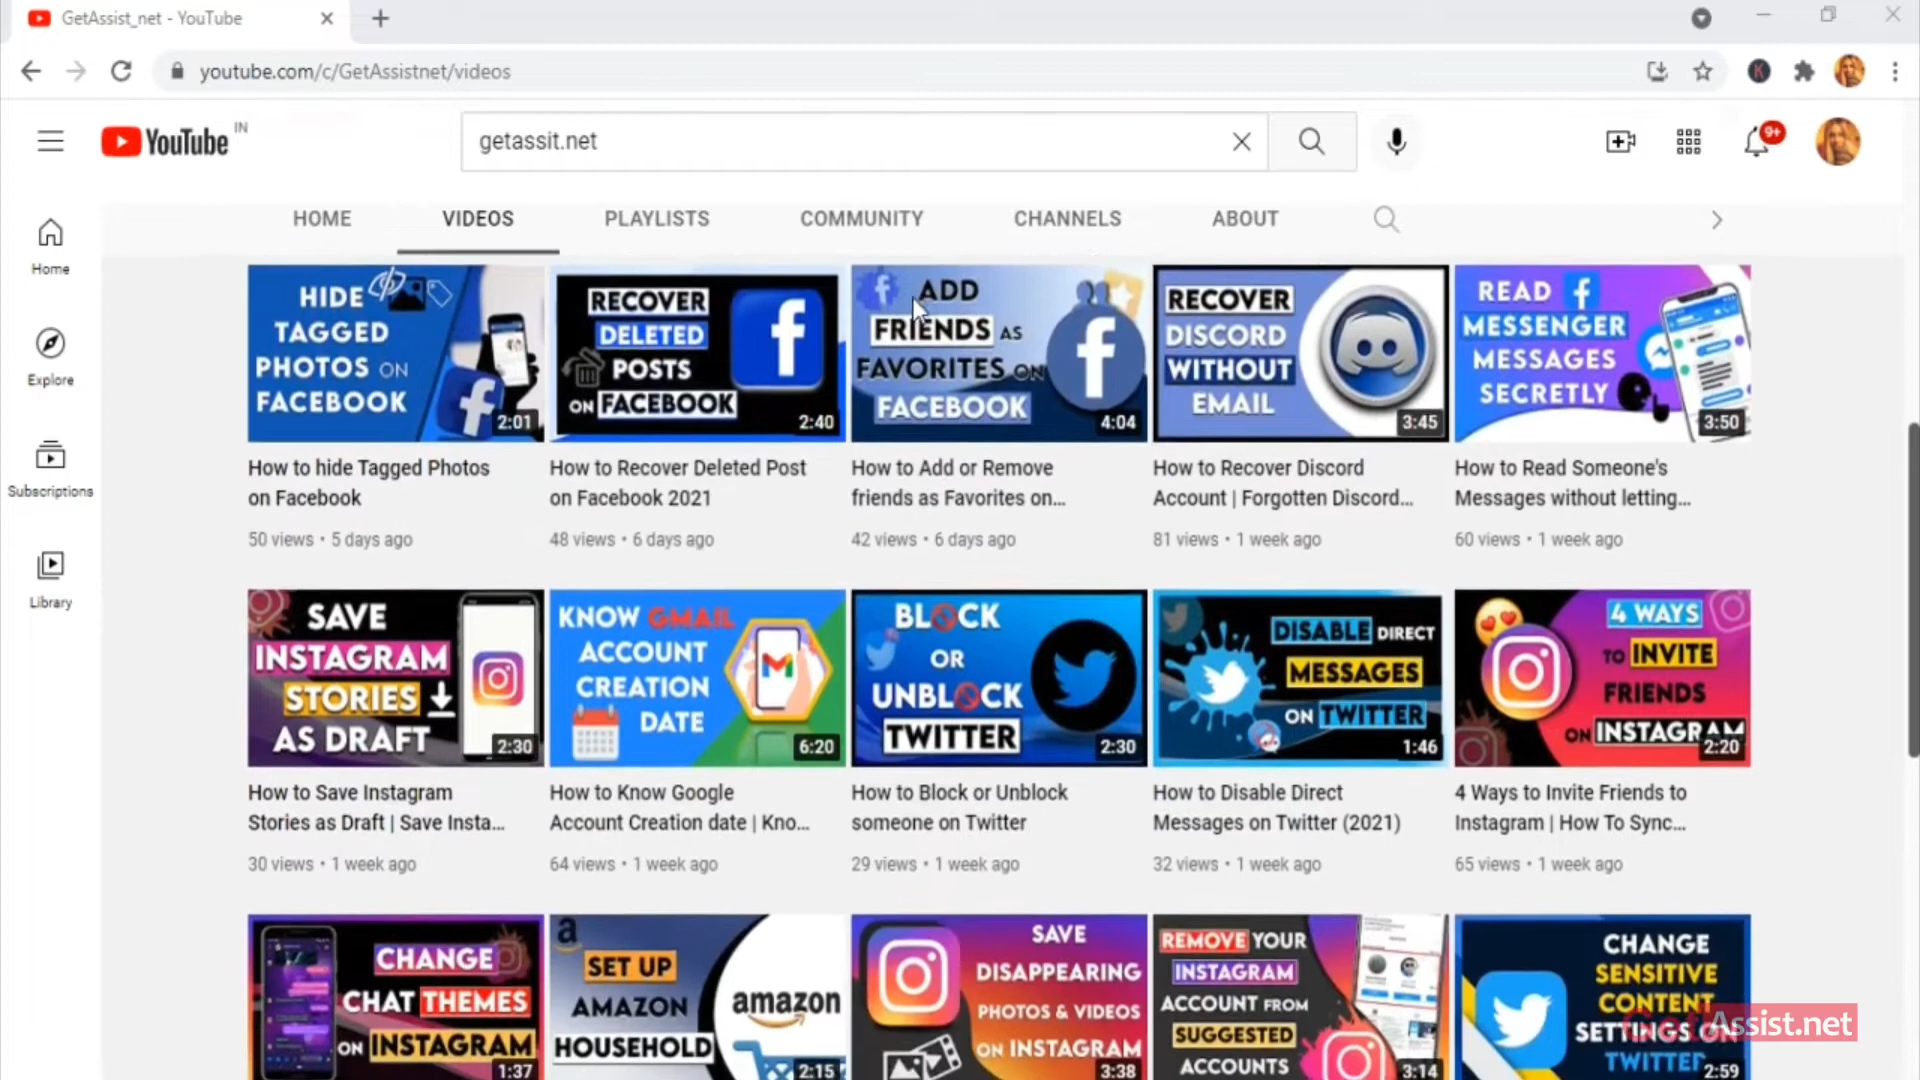 GetAssist_net - YouTube
youtube.com/c/GetAssistnet/videos
YouTube IN
getassit.net
9+
HOME VIDEOS PLAYLISTS COMMUNITY CHANNELS ABOUT
Home
Explore
Subscriptions
Library
HIDE
TAGGED
PHOTOS ON
FACEBOOK
2:01
RECOVER
DELETED
POSTS
ON FACEBOOK
2:40
ADD
FRIENDS AS
FAVORITES ON
FACEBOOK
4:04
RECOVER
DISCORD
WITHOUT
EMAIL
3:45
READ
MESSENGER
MESSAGES
SECRETLY
3:50
How to hide Tagged Photos
on Facebook
50 views • 5 days ago
How to Recover Deleted Post
on Facebook 2021
48 views • 6 days ago
How to Add or Remove
friends as Favorites on...
42 views • 6 days ago
How to Recover Discord
Account | Forgotten Discord...
81 views • 1 week ago
How to Read Someone's
Messages without letting...
60 views • 1 week ago
SAVE
INSTAGRAM
STORIES
AS DRAFT
2:30
KNOW GMAIL
ACCOUNT
CREATION
DATE
6:20
BLOCK
OR
UNBLOCK
TWITTER
2:30
DISABLE DIRECT
MESSAGES
ON TWITTER
1:46
4 WAYS
TO INVITE
FRIENDS
ON INSTAGRAM
2:20
How to Save Instagram
Stories as Draft | Save Insta...
30 views • 1 week ago
How to Know Google
Account Creation date | Kno...
64 views • 1 week ago
How to Block or Unblock
someone on Twitter
29 views • 1 week ago
How to Disable Direct
Messages on Twitter (2021)
32 views • 1 week ago
4 Ways to Invite Friends to
Instagram | How To Sync...
65 views • 1 week ago
CHANGE
CHAT THEMES
ON INSTAGRAM
1:37
SET UP
AMAZON
HOUSEHOLD
amazon
2:15
SAVE
DISAPPEARING
PHOTOS & VIDEOS
ON INSTAGRAM
3:38
REMOVE YOUR
INSTAGRAM
ACCOUNT FROM
SUGGESTED
ACCOUNTS
3:14
CHANGE
SENSITIVE
CONTENT
SETTINGS ON
TWITTER
2:59
GetAssist.net